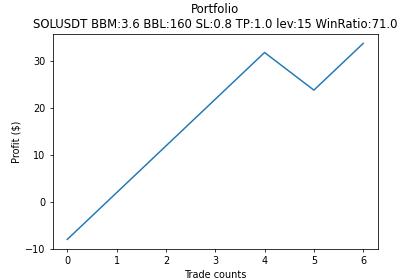 Portfolio
SOLUSDT BBM:3.6 BBL:160 SL:0.8 TP:1.0 lev:15 WinRatio:71.0
30
20
10
0
−10
Profit ($)
0 1 2 3 4 5 6
Trade counts